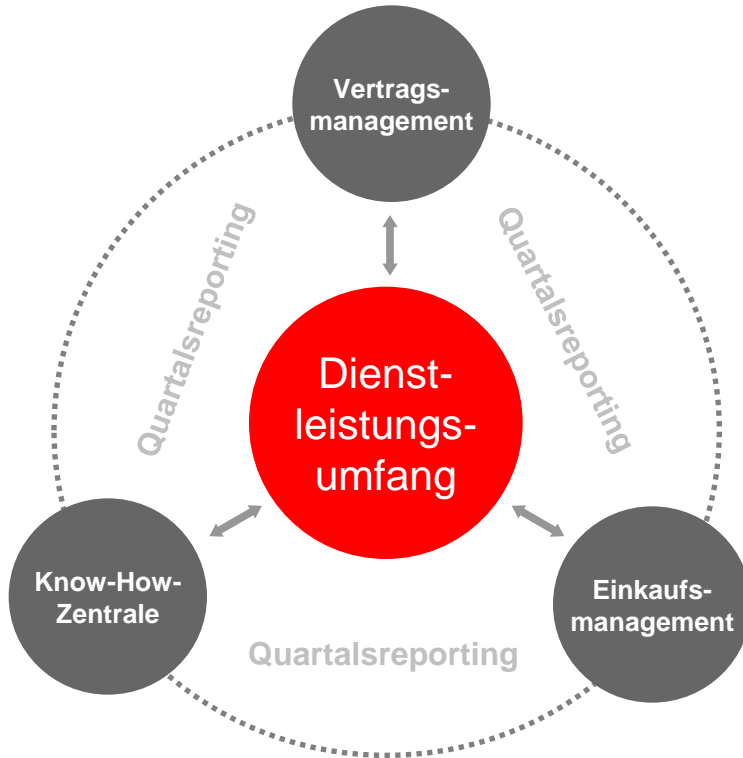 Vertrags-
management
Quartalsreporting
Quartalsreporting
Dienst-
leistungs-
umfang
Know-How-
Zentrale
Einkaufs-
management
Quartalsreporting